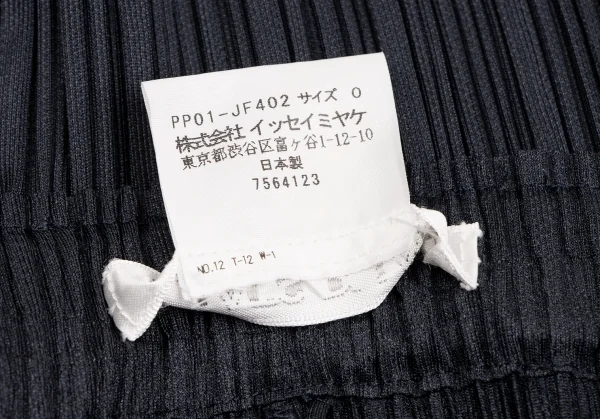 PP01-JF402 サイズ 0
株式会社 イッセイミヤケ
東京都渋谷区富ヶ谷1-12-10
日本製
7564123
NO.12 T-12 W-1